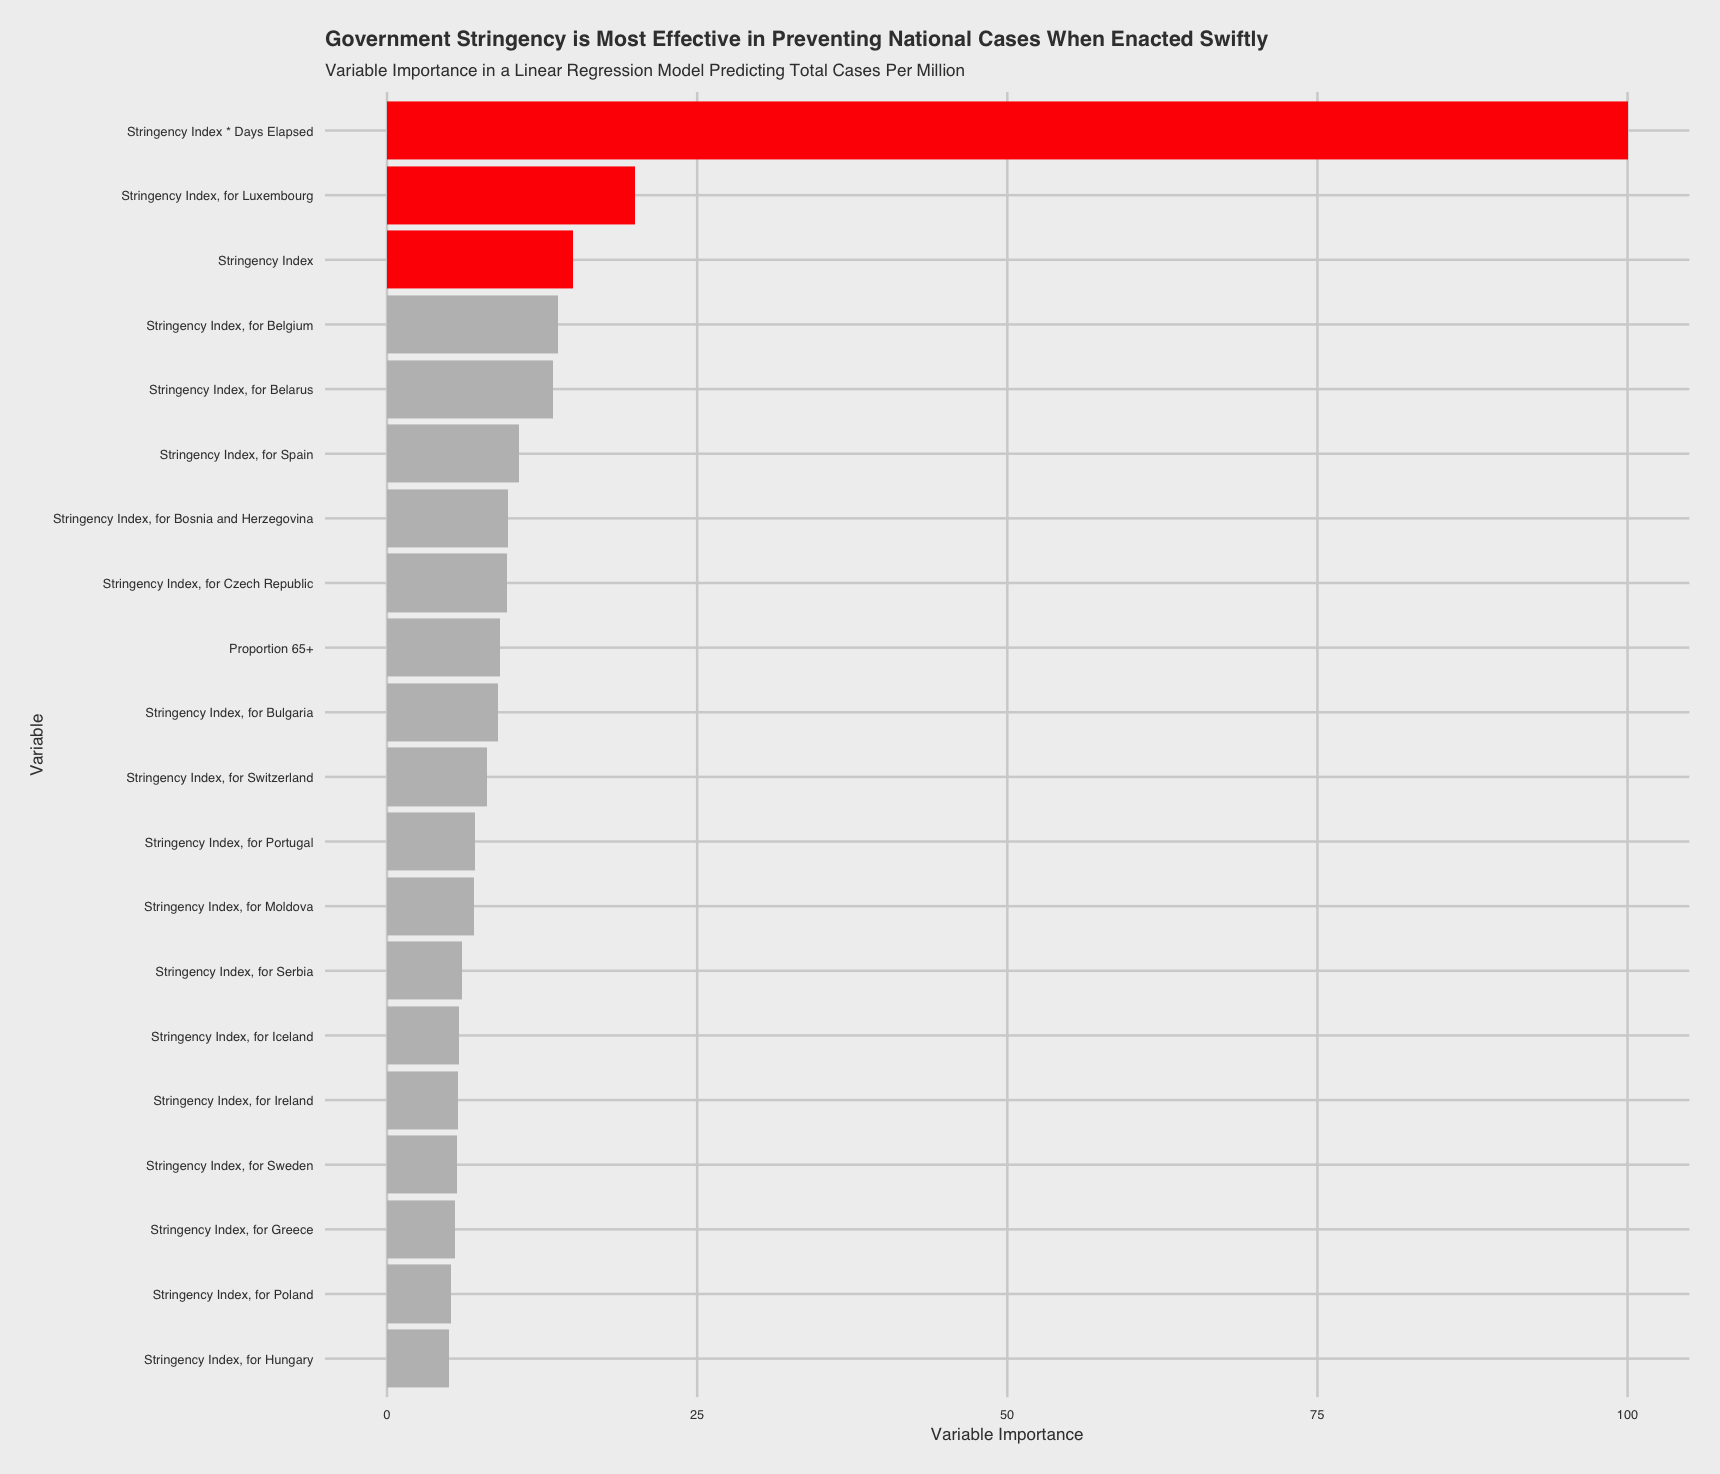 Government Stringency is Most Effective in Preventing National Cases When Enacted Swiftly
Variable Importance in a Linear Regression Model Predicting Total Cases Per Million
Stringency Index * Days Elapsed
Stringency Index, for Luxembourg
Stringency Index
Stringency Index, for Belgium
Stringency Index, for Belarus
Stringency Index, for Spain
Stringency Index, for Bosnia and Herzegovina
Stringency Index, for Czech Republic
Proportion 65+
Stringency Index, for Bulgaria
Stringency Index, for Switzerland
Stringency Index, for Portugal
Stringency Index, for Moldova
Stringency Index, for Serbia
Stringency Index, for Iceland
Stringency Index, for Ireland
Stringency Index, for Sweden
Stringency Index, for Greece
Stringency Index, for Poland
Stringency Index, for Hungary
Variable
0 25 50 75 100
Variable Importance